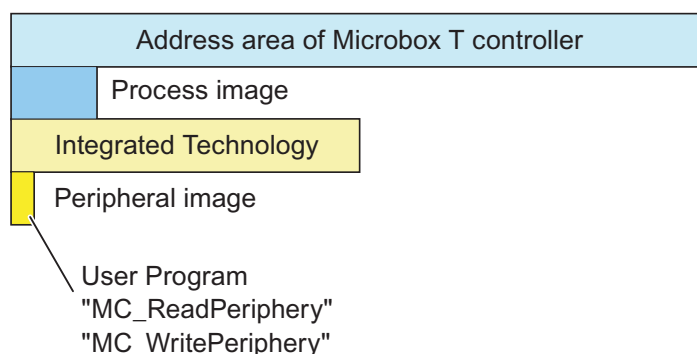 Address area of Microbox T controller
Process image
Integrated Technology
Peripheral image
User Program
"MC_ReadPeriphery"
"MC_WritePeriphery"